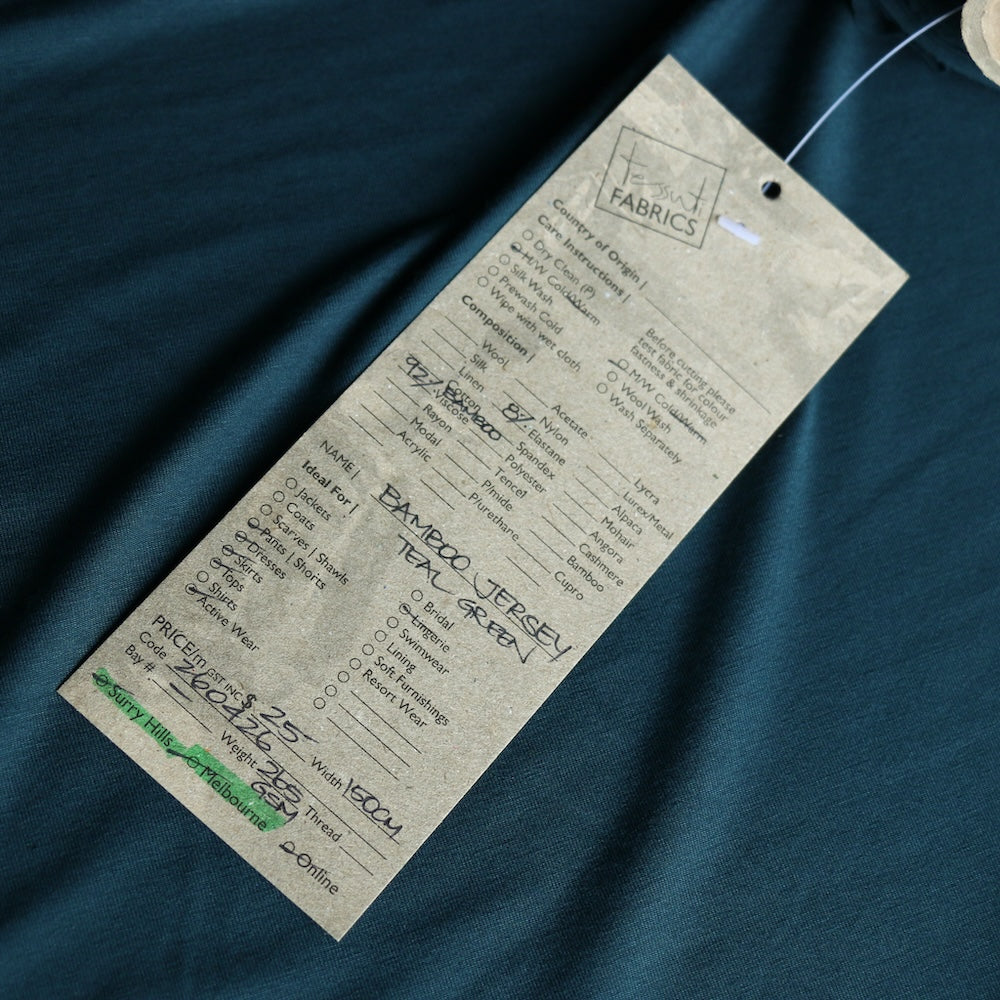 tessuti
FABRICS
Country of Origin |
Care Instructions |
Dry Clean (P)
M/W Cold/Warm
Silk Wash
Prewash Cold
Wipe with wet cloth
Before cutting please
test fabric for colour
fastness & shrinkage
M/W Cold/Warm
Wool Wash
Wash Separately
Composition |
Wool
Silk
Linen
Cotton
92% BAMBOO Viscose
Rayon
Modal
Acrylic
Acetate
Nylon
8% Elastane
Spandex
Polyester
Tencel
Pimide
Plurethane
Lycra
Lurex/Metal
Alpaca
Mohair
Angora
Cashmere
Bamboo
Cupro
NAME | BAMBOO JERSEY
TEAL GREEN
Ideal For |
Jackets
Coats
Scarves | Shawls
Pants | Shorts
Dresses
Skirts
Tops
Shirts
Active Wear
Bridal
Lingerie
Swimwear
Lining
Soft Furnishings
Resort Wear
PRICE/m GST INC $ 25-
Code 260426 Width 150CM
Bay # — Weight 265 GSM Thread
Surry Hills Melbourne Online